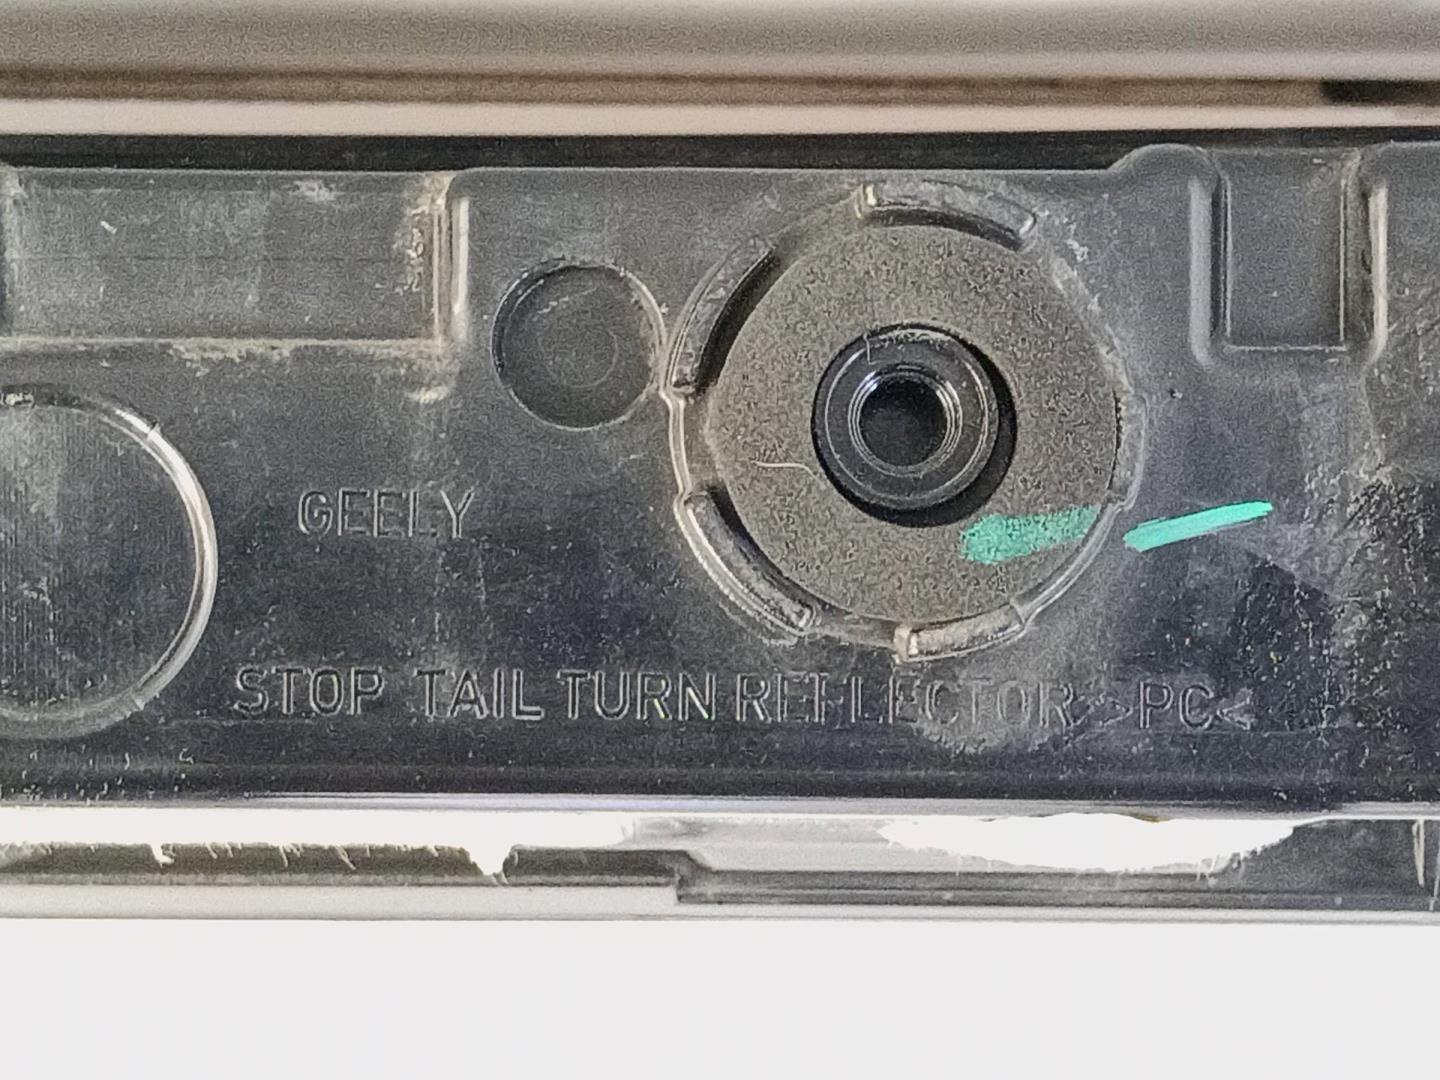 GEELY
STOP TAIL TURN REFLECTOR >PC<